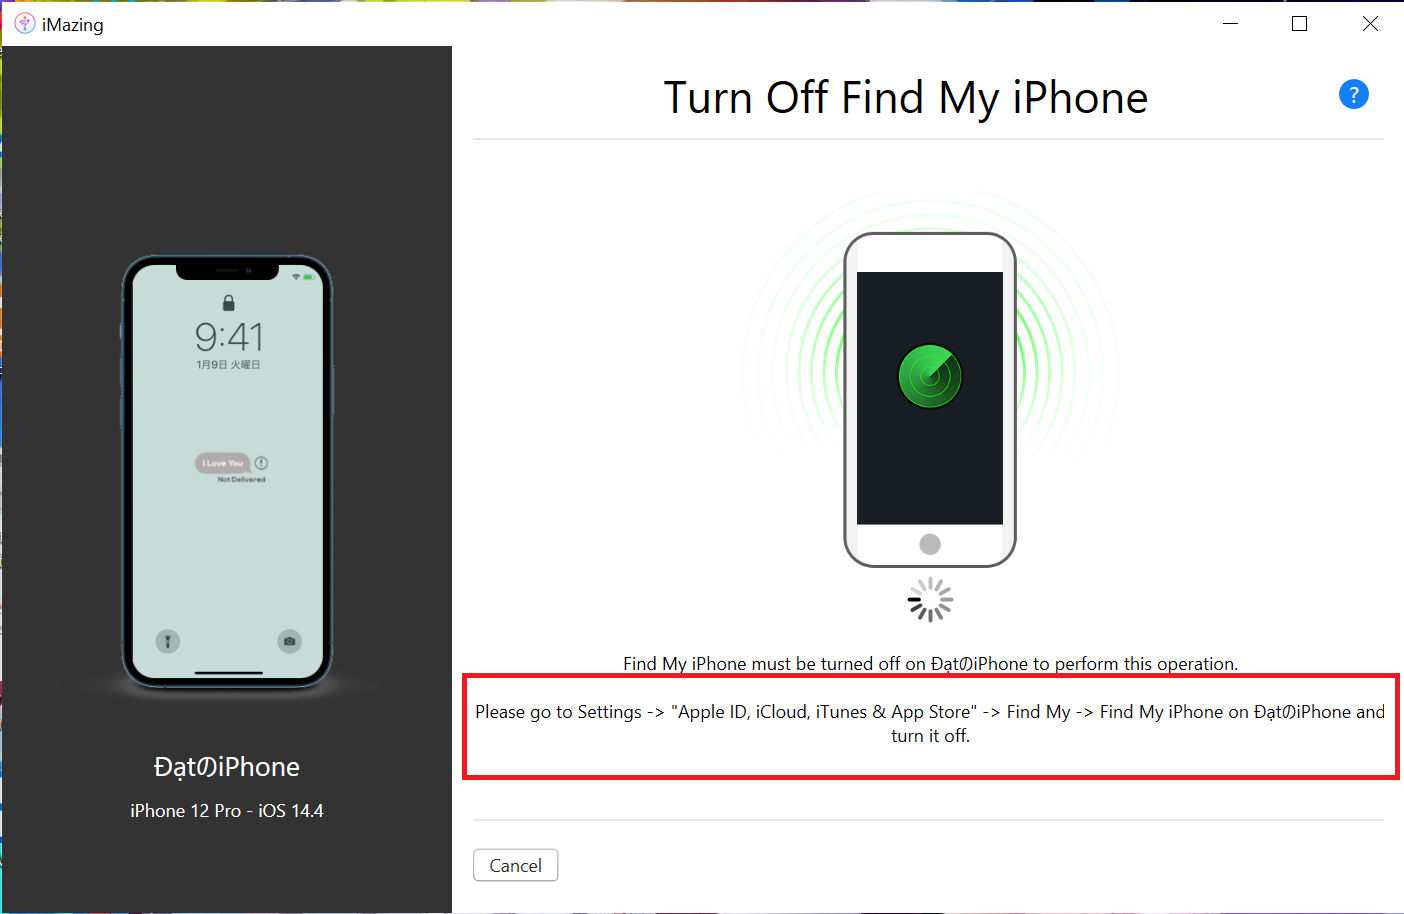 iMazing
Turn Off Find My iPhone
?
9:41
1月9日 火曜日
I Love You
Not Delivered
Find My iPhone must be turned off on ĐạtのiPhone to perform this operation.
Please go to Settings -> "Apple ID, iCloud, iTunes & App Store" -> Find My -> Find My iPhone on ĐạtのiPhone and
turn it off.
ĐạtのiPhone
iPhone 12 Pro - iOS 14.4
Cancel